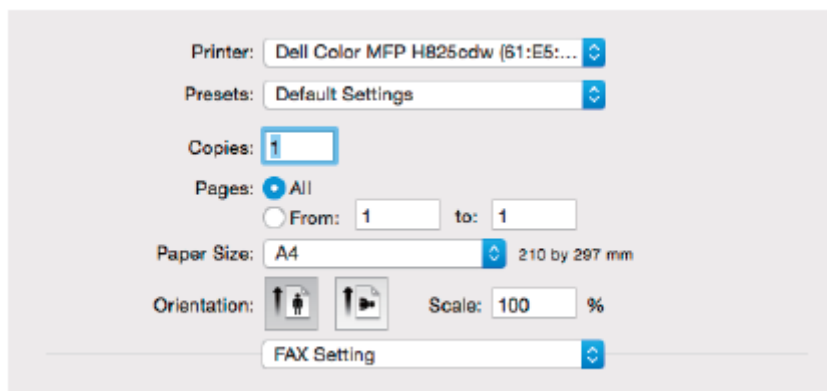 Printer: Dell Color MFP H825cdw (61:E5:...
Presets: Default Settings
Copies: 1
Pages: All
From: 1 to: 1
Paper Size: A4 210 by 297 mm
Orientation: Scale: 100 %
FAX Setting